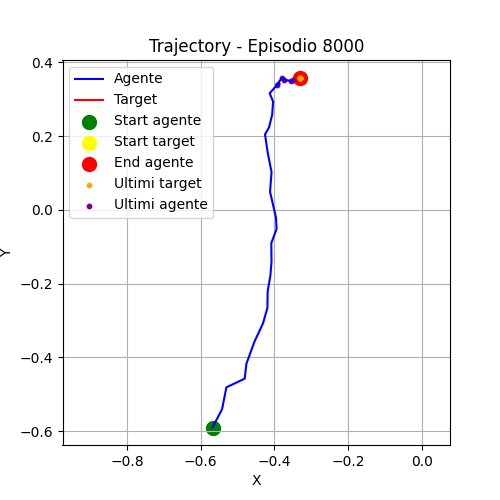 Trajectory - Episodio 8000
Agente
Target
Start agente
Start target
End agente
Ultimi target
Ultimi agente
0.4
0.2
0.0
−0.2
−0.4
−0.6
Y
−0.8
−0.6
−0.4
−0.2
0.0
X